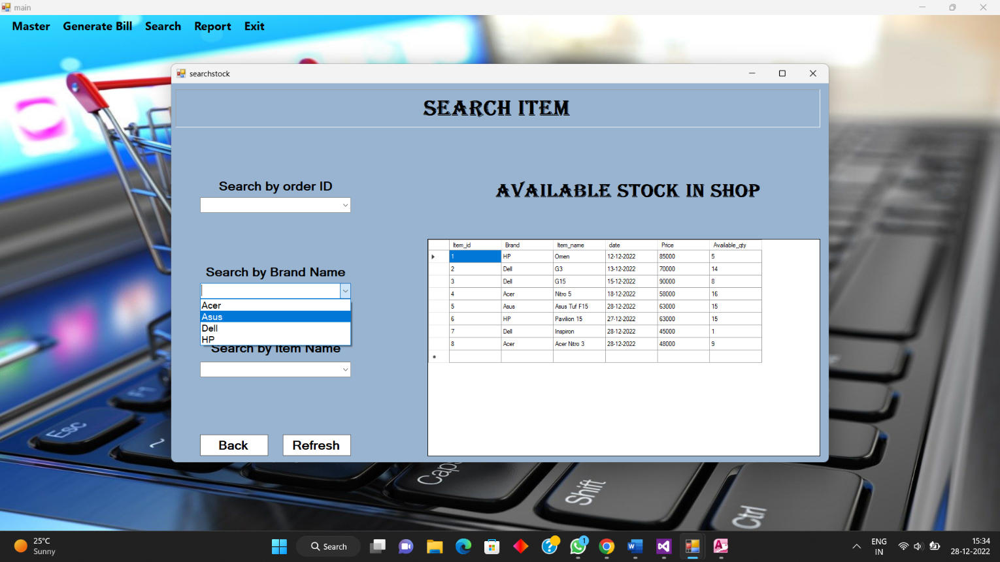 main
Master Generate Bill Search Report Exit
searchstock
SEARCH ITEM
Search by order ID
AVAILABLE STOCK IN SHOP
Search by Brand Name
Acer
Asus
Dell
HP
Search by Item Name
Back Refresh
Item_id Brand Item_name date Price Available_qty
1 HP Omen 12-12-2022 85000 5
2 Dell G3 13-12-2022 70000 14
3 Dell G15 15-12-2022 90000 8
4 Acer Nitro 5 18-12-2022 58000 16
5 Asus Asus Tuf F15 28-12-2022 63000 15
6 HP Pavilion 15 27-12-2022 63000 15
7 Dell Inspiron 28-12-2022 45000 1
8 Acer Acer Nitro 3 28-12-2022 48000 9
Esc
F1
~
Caps
Shift
Ctrl
25°C
Sunny
Search
1
ENG
IN
15:34
28-12-2022